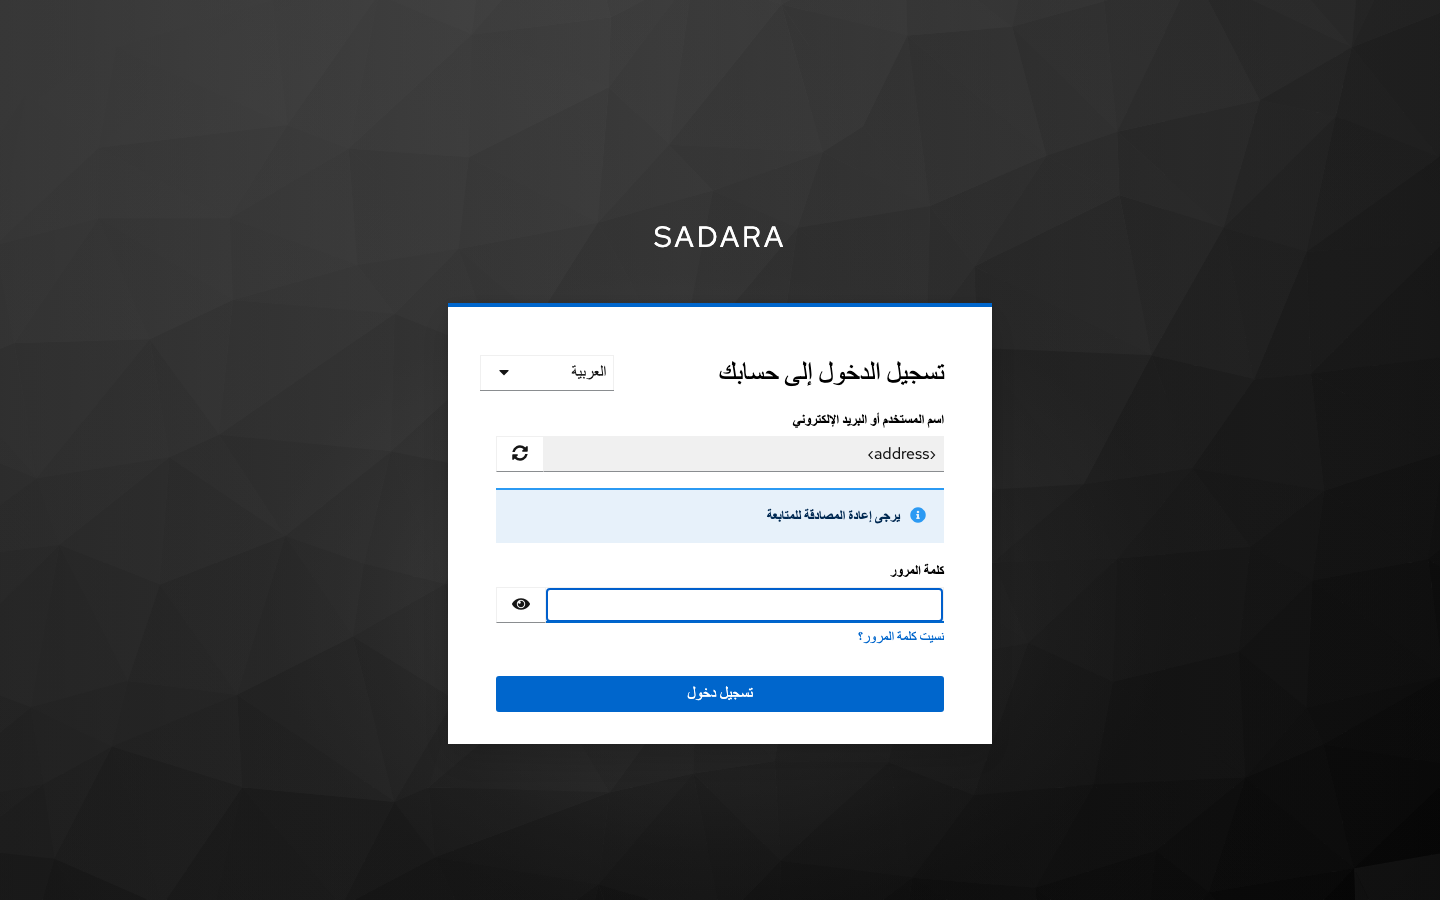 SADARA
تسجيل الدخول إلى حسابك
العربية
اسم المستخدم أو البريد الإلكتروني
<address>
يرجى إعادة المصادقة للمتابعة
كلمة المرور
نسيت كلمة المرور؟
تسجيل دخول